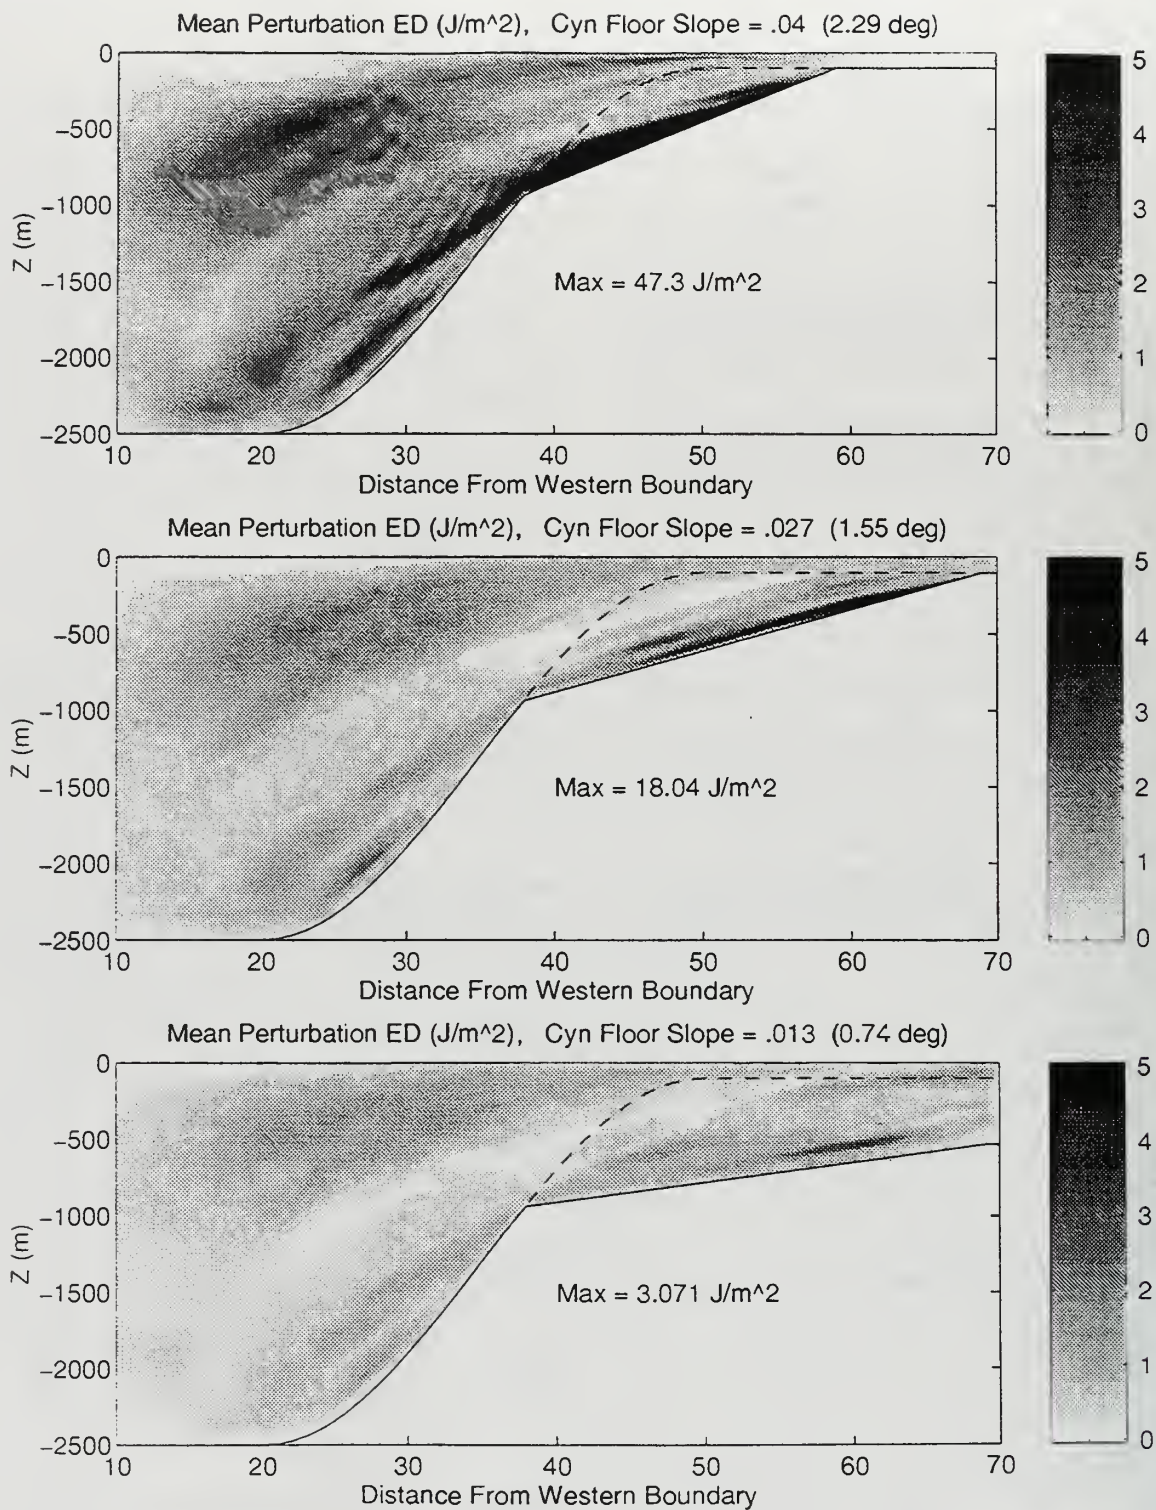 Mean Perturbation ED (J/m^2), Cyn Floor Slope = .04 (2.29 deg)
0
-500
-1000
-1500
-2000
-2500
Z (m)
Max = 47.3 J/m^2
10 20 30 40 50 60 70
Distance From Western Boundary
5
4
3
2
1
0
Mean Perturbation ED (J/m^2), Cyn Floor Slope = .027 (1.55 deg)
0
-500
-1000
-1500
-2000
-2500
Z (m)
Max = 18.04 J/m^2
10 20 30 40 50 60 70
Distance From Western Boundary
5
4
3
2
1
0
Mean Perturbation ED (J/m^2), Cyn Floor Slope = .013 (0.74 deg)
0
-500
-1000
-1500
-2000
-2500
Z (m)
Max = 3.071 J/m^2
10 20 30 40 50 60 70
Distance From Western Boundary
5
4
3
2
1
0